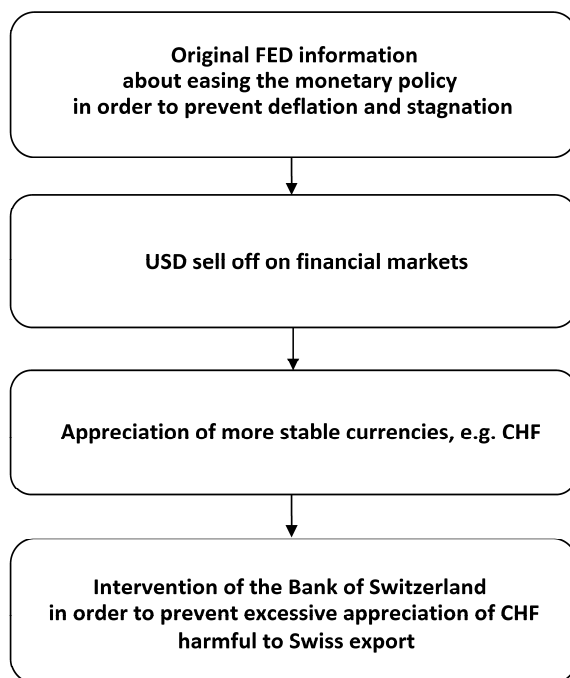 Original FED information
about easing the monetary policy
in order to prevent deflation and stagnation
USD sell off on financial markets
Appreciation of more stable currencies, e.g. CHF
Intervention of the Bank of Switzerland
in order to prevent excessive appreciation of CHF
harmful to Swiss export